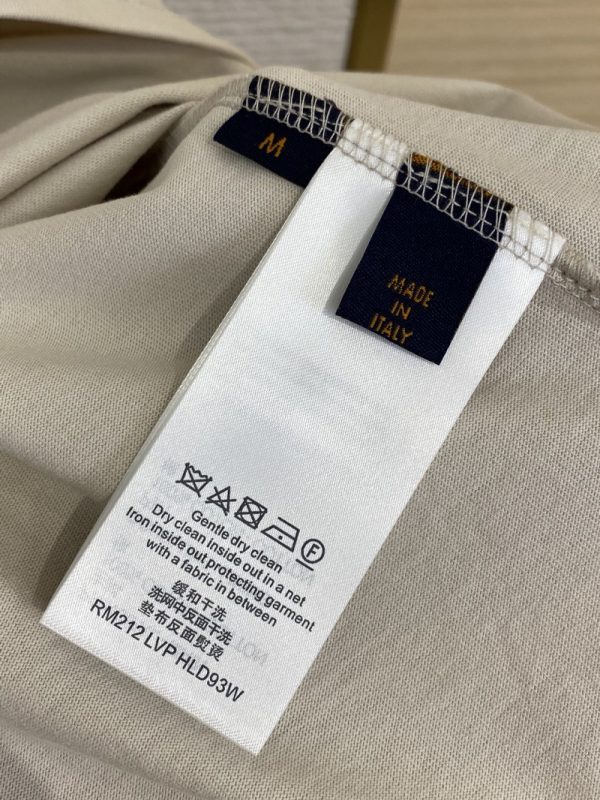 M
MADE
IN
ITALY
Gentle dry clean
Dry clean inside out in a net
Iron inside out protecting garment
with a fabric in between
缓和干洗
洗网中反面干洗
垫布反面熨烫
RM212 LVP HLD93W